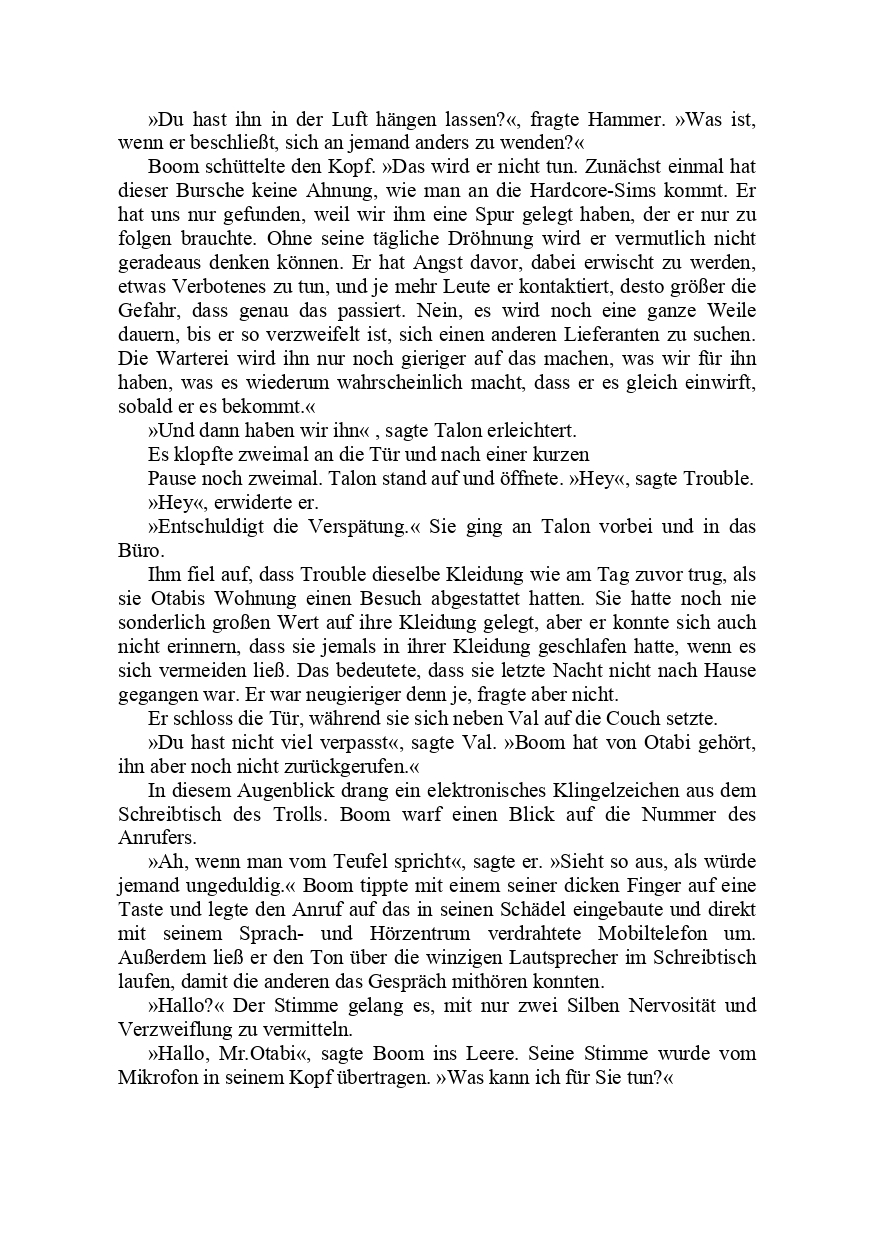 »Du hast ihn in der Luft hängen lassen?«, fragte Hammer. »Was ist,
wenn er beschließt, sich an jemand anders zu wenden?«
Boom schüttelte den Kopf. »Das wird er nicht tun. Zunächst einmal hat
dieser Bursche keine Ahnung, wie man an die Hardcore-Sims kommt. Er
hat uns nur gefunden, weil wir ihm eine Spur gelegt haben, der er nur zu
folgen brauchte. Ohne seine tägliche Dröhnung wird er vermutlich nicht
geradeaus denken können. Er hat Angst davor, dabei erwischt zu werden,
etwas Verbotenes zu tun, und je mehr Leute er kontaktiert, desto größer die
Gefahr, dass genau das passiert. Nein, es wird noch eine ganze Weile
dauern, bis er so verzweifelt ist, sich einen anderen Lieferanten zu suchen.
Die Warterei wird ihn nur noch gieriger auf das machen, was wir für ihn
haben, was es wiederum wahrscheinlich macht, dass er es gleich einwirft,
sobald er es bekommt.«
»Und dann haben wir ihn« , sagte Talon erleichtert.
Es klopfte zweimal an die Tür und nach einer kurzen
Pause noch zweimal. Talon stand auf und öffnete. »Hey«, sagte Trouble.
»Hey«, erwiderte er.
»Entschuldigt die Verspätung.« Sie ging an Talon vorbei und in das
Büro.
Ihm fiel auf, dass Trouble dieselbe Kleidung wie am Tag zuvor trug, als
sie Otabis Wohnung einen Besuch abgestattet hatten. Sie hatte noch nie
sonderlich großen Wert auf ihre Kleidung gelegt, aber er konnte sich auch
nicht erinnern, dass sie jemals in ihrer Kleidung geschlafen hatte, wenn es
sich vermeiden ließ. Das bedeutete, dass sie letzte Nacht nicht nach Hause
gegangen war. Er war neugieriger denn je, fragte aber nicht.
Er schloss die Tür, während sie sich neben Val auf die Couch setzte.
»Du hast nicht viel verpasst«, sagte Val. »Boom hat von Otabi gehört,
ihn aber noch nicht zurückgerufen.«
In diesem Augenblick drang ein elektronisches Klingelzeichen aus dem
Schreibtisch des Trolls. Boom warf einen Blick auf die Nummer des
Anrufers.
»Ah, wenn man vom Teufel spricht«, sagte er. »Sieht so aus, als würde
jemand ungeduldig.« Boom tippte mit einem seiner dicken Finger auf eine
Taste und legte den Anruf auf das in seinen Schädel eingebaute und direkt
mit seinem Sprach- und Hörzentrum verdrahtete Mobiltelefon um.
Außerdem ließ er den Ton über die winzigen Lautsprecher im Schreibtisch
laufen, damit die anderen das Gespräch mithören konnten.
»Hallo?« Der Stimme gelang es, mit nur zwei Silben Nervosität und
Verzweiflung zu vermitteln.
»Hallo, Mr.Otabi«, sagte Boom ins Leere. Seine Stimme wurde vom
Mikrofon in seinem Kopf übertragen. »Was kann ich für Sie tun?«